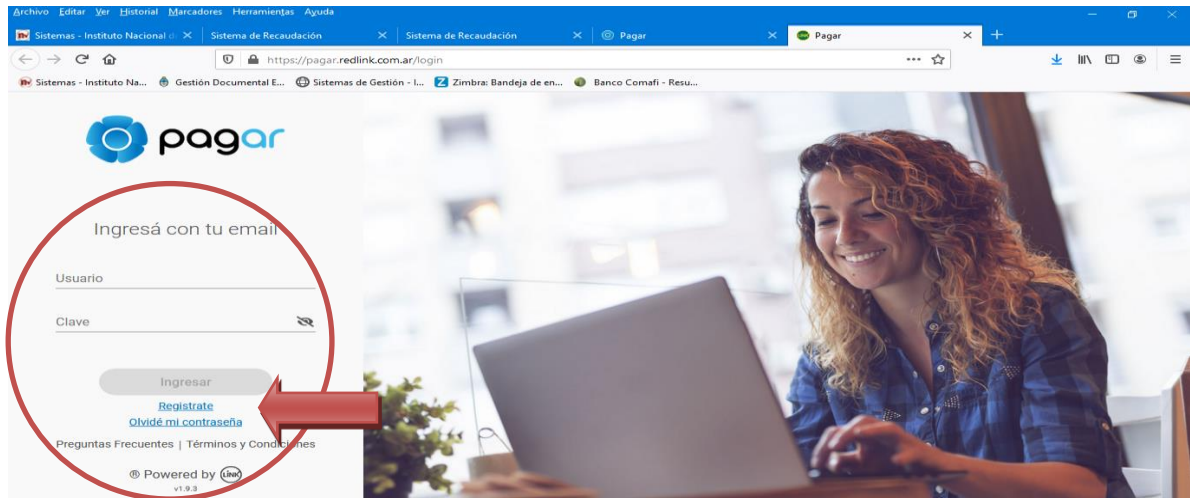 Archivo Editar Ver Historial Marcadores Herramientas Ayuda
Sistemas - Instituto Nacional d
Sistema de Recaudación
Sistema de Recaudación
Pagar
Pagar
https://pagar.redlink.com.ar/login
Sistemas - Instituto Na...
Gestión Documental E...
Sistemas de Gestión - I...
Zimbra: Bandeja de en...
Banco Comafi - Resu...
pagar
Ingresá con tu email
Usuario
Clave
Ingresar
Registrate
Olvidé mi contraseña
Preguntas Frecuentes | Términos y Condiciones
® Powered by LINK
v1.9.3